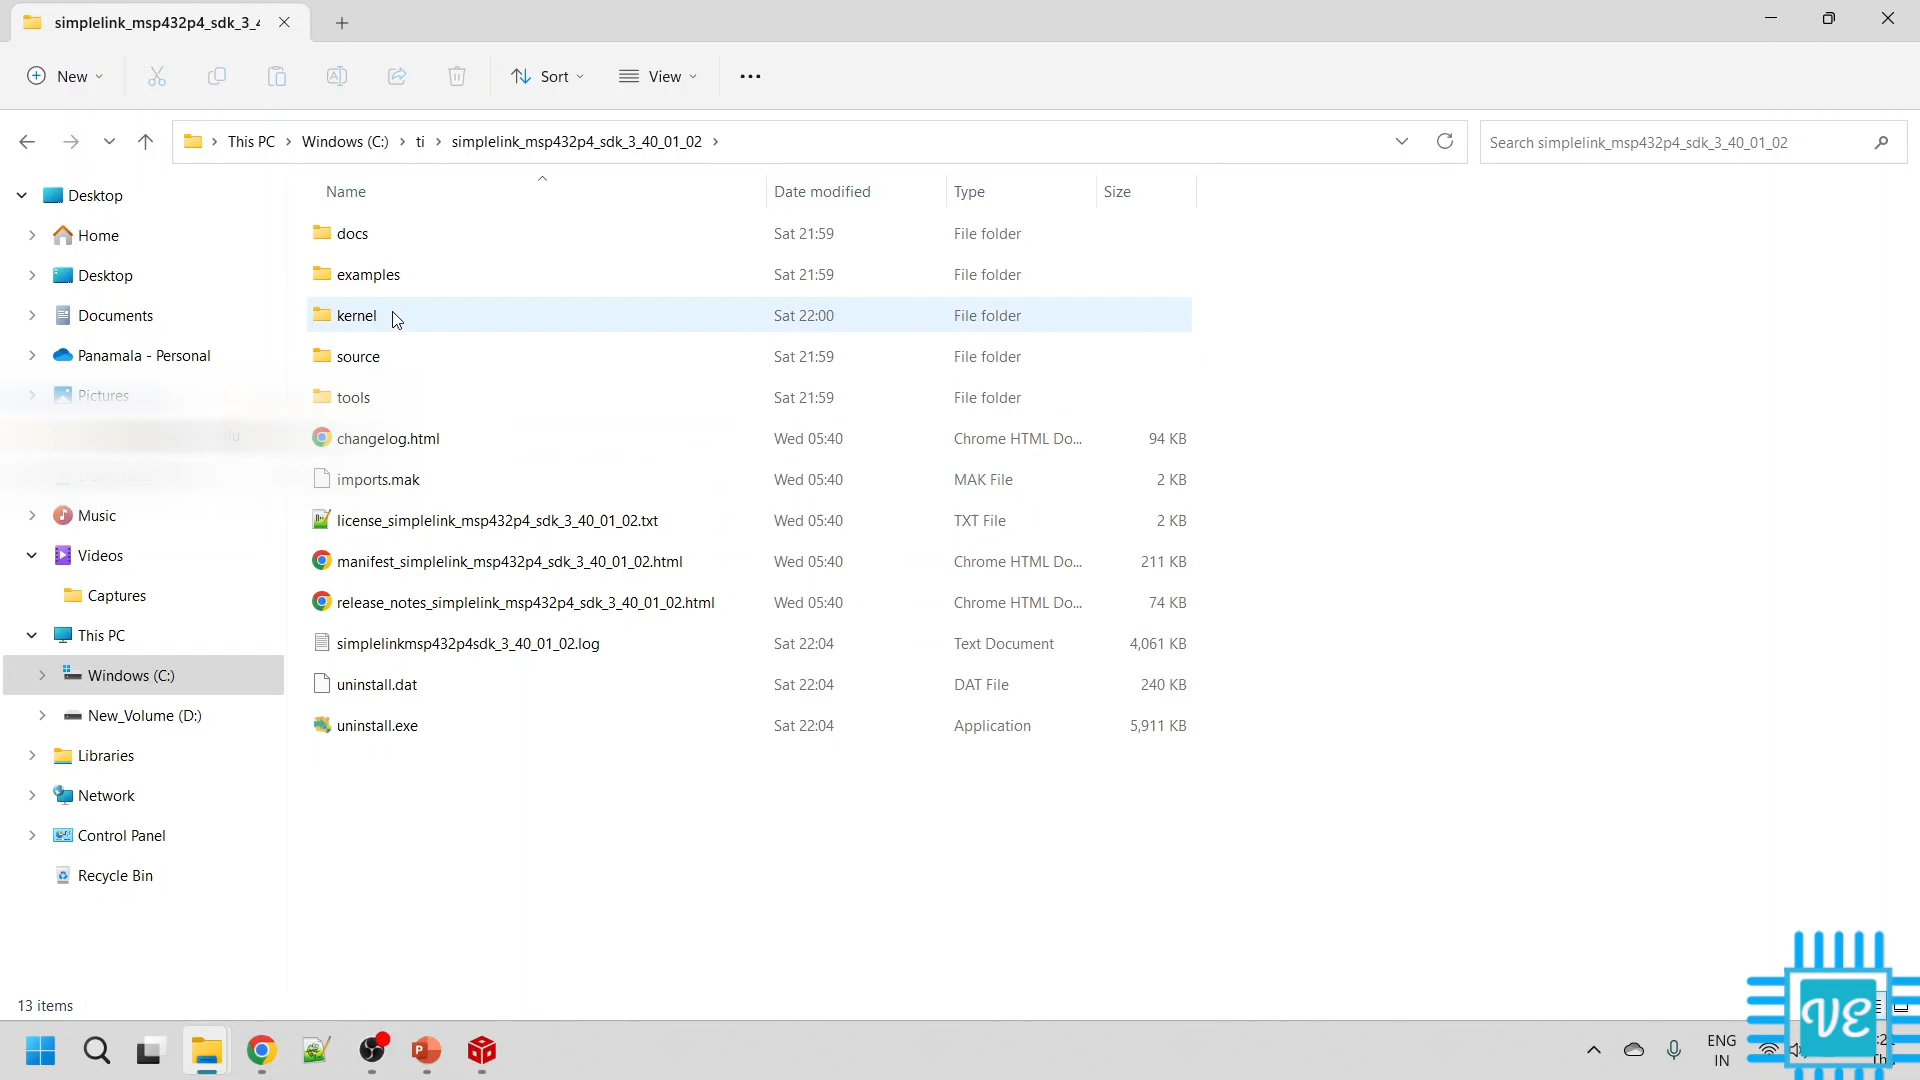 simplelink_msp432p4_sdk_3_4
New
Sort
View
This PC
Windows (C:)
ti
simplelink_msp432p4_sdk_3_40_01_02
Search simplelink_msp432p4_sdk_3_40_01_02
Desktop
Home
Desktop
Documents
Panamala - Personal
Pictures
Music
Videos
Captures
This PC
Windows (C:)
New_Volume (D:)
Libraries
Network
Control Panel
Recycle Bin
Name Date modified Type Size
docs Sat 21:59 File folder
examples Sat 21:59 File folder
kernel Sat 22:00 File folder
source Sat 21:59 File folder
tools Sat 21:59 File folder
changelog.html Wed 05:40 Chrome HTML Do... 94 KB
imports.mak Wed 05:40 MAK File 2 KB
license_simplelink_msp432p4_sdk_3_40_01_02.txt Wed 05:40 TXT File 2 KB
manifest_simplelink_msp432p4_sdk_3_40_01_02.html Wed 05:40 Chrome HTML Do... 211 KB
release_notes_simplelink_msp432p4_sdk_3_40_01_02.html Wed 05:40 Chrome HTML Do... 74 KB
simplelinkmsp432p4sdk_3_40_01_02.log Sat 22:04 Text Document 4,061 KB
uninstall.dat Sat 22:04 DAT File 240 KB
uninstall.exe Sat 22:04 Application 5,911 KB
13 items
ENG
IN
VE